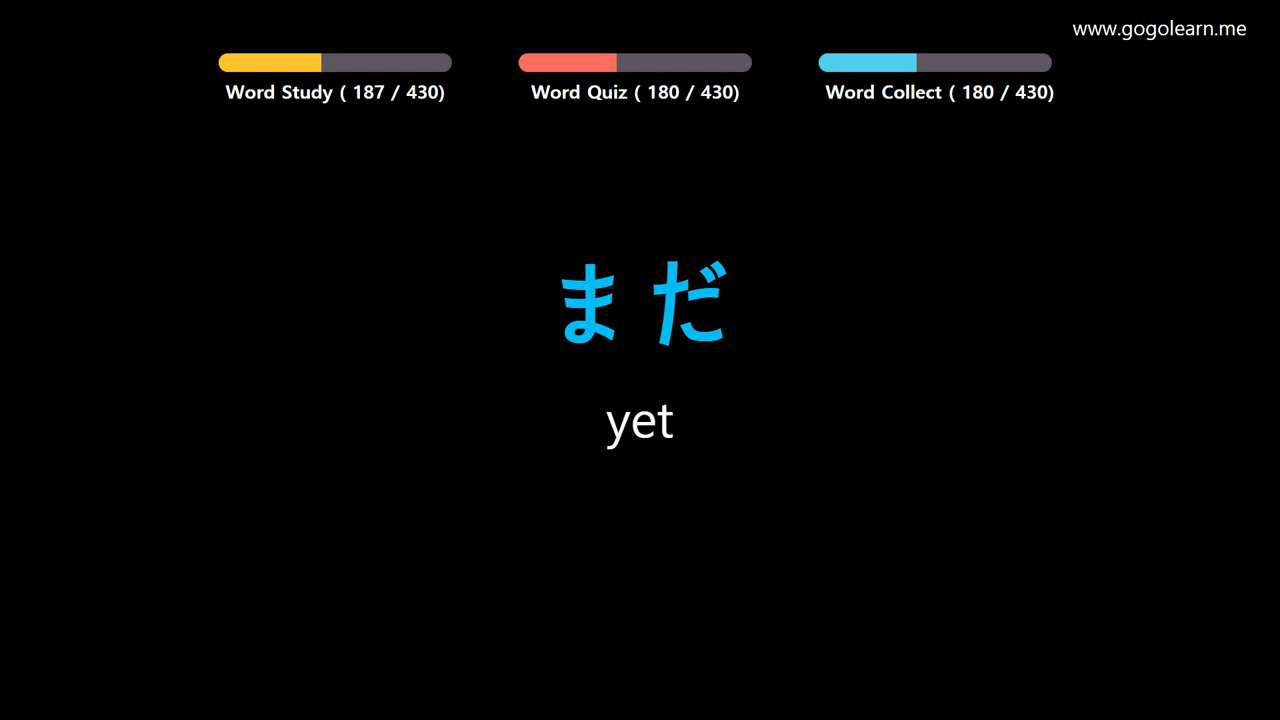 www.gogolearn.me
Word Study ( 187 / 430)
Word Quiz ( 180 / 430)
Word Collect ( 180 / 430)
まだ
yet